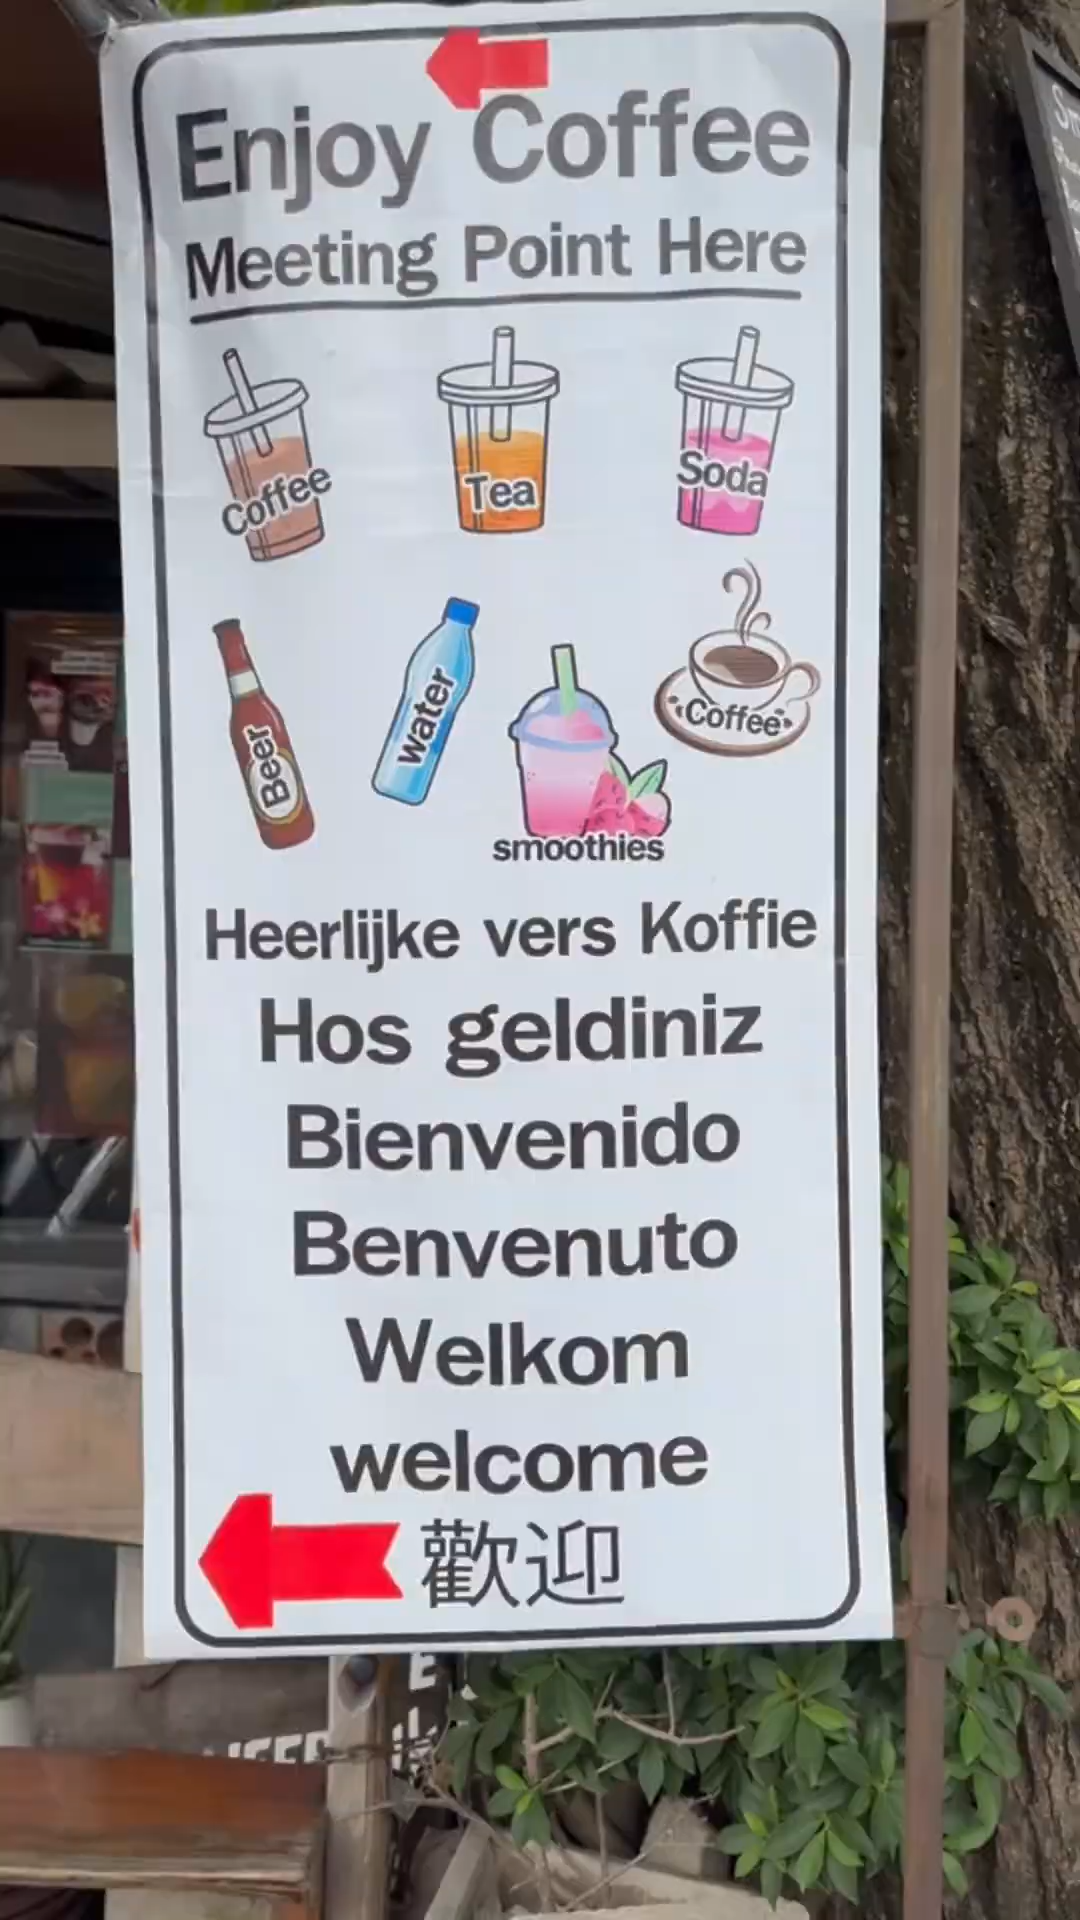 Enjoy Coffee
Meeting Point Here
Coffee
Tea
Soda
Beer
Water
smoothies
Coffee
Heerlijke vers Koffie
Hos geldiniz
Bienvenido
Benvenuto
Welkom
welcome
歡迎